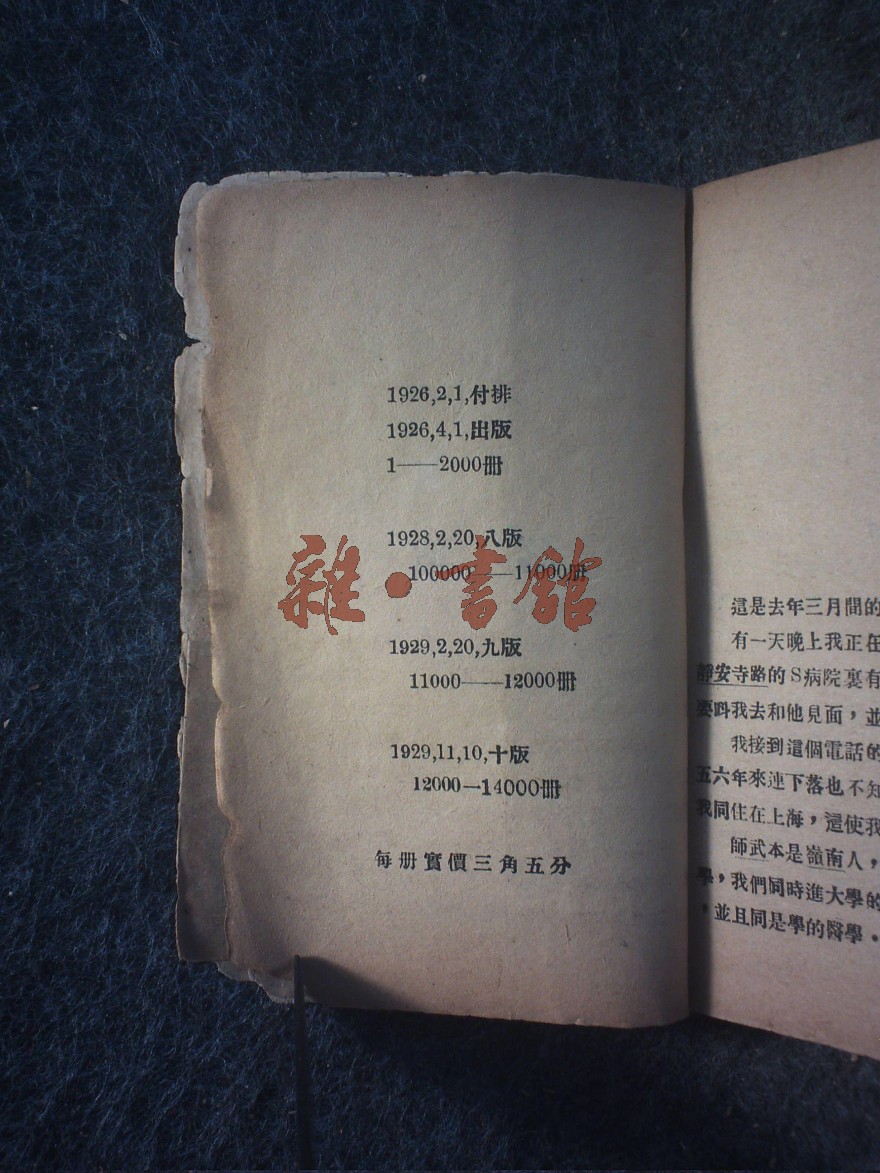 1926,2,1,付排
1926,4,1,出版
1——2000冊
1928,2,20,八版
100000——11000冊
1929,2,20,九版
11000——12000冊
1929,11,10,十版
12000—14000冊
每册實價三角五分
雜·書館
這是去年三月間的
有一天晚上我正在
靜安寺路的S病院裏有
要呌我去和他見面，並
我接到這個電話的
五六年來連下落也不知
我同住在上海，這使我
師武本是嶺南人，
學，我們同時進大學的
，並且同是學的醫學．